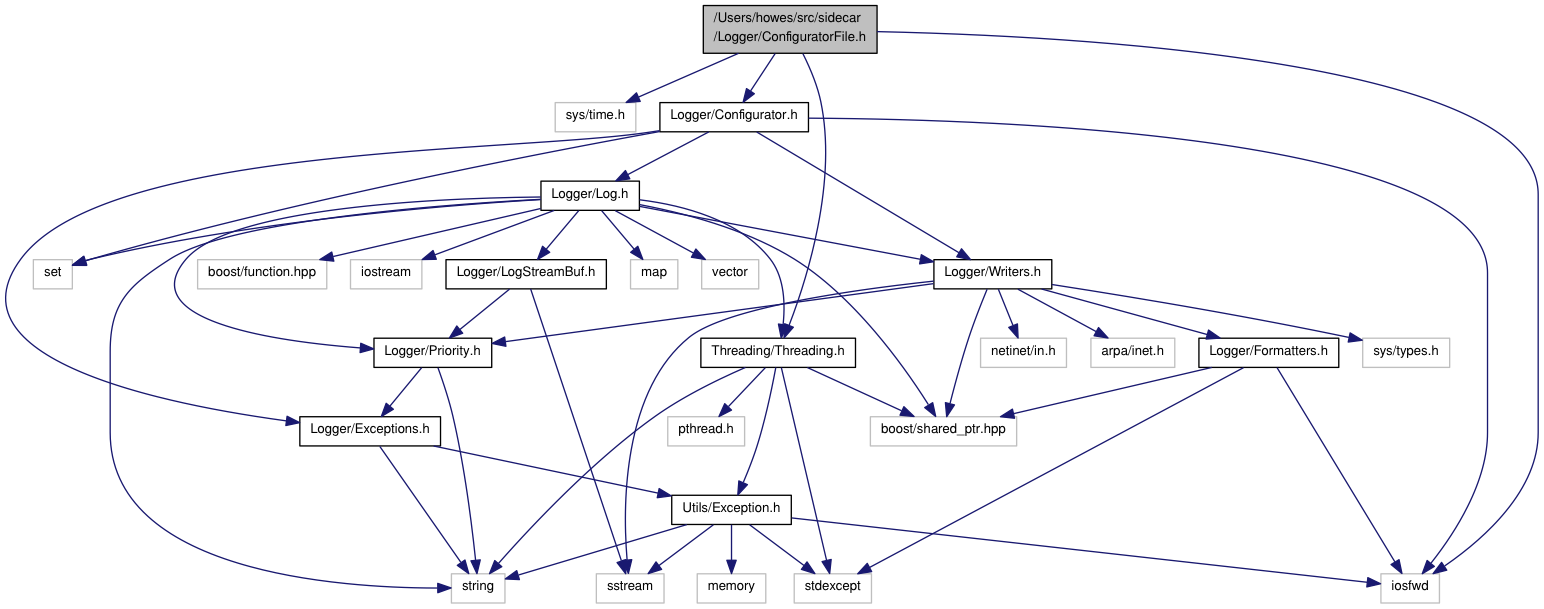 /Users/howes/src/sidecar
/Logger/ConfiguratorFile.h
sys/time.h
Logger/Configurator.h
Logger/Log.h
set
boost/function.hpp
iostream
Logger/LogStreamBuf.h
map
vector
Logger/Writers.h
Logger/Priority.h
Threading/Threading.h
netinet/in.h
arpa/inet.h
Logger/Formatters.h
sys/types.h
Logger/Exceptions.h
pthread.h
boost/shared_ptr.hpp
Utils/Exception.h
string
sstream
memory
stdexcept
iosfwd